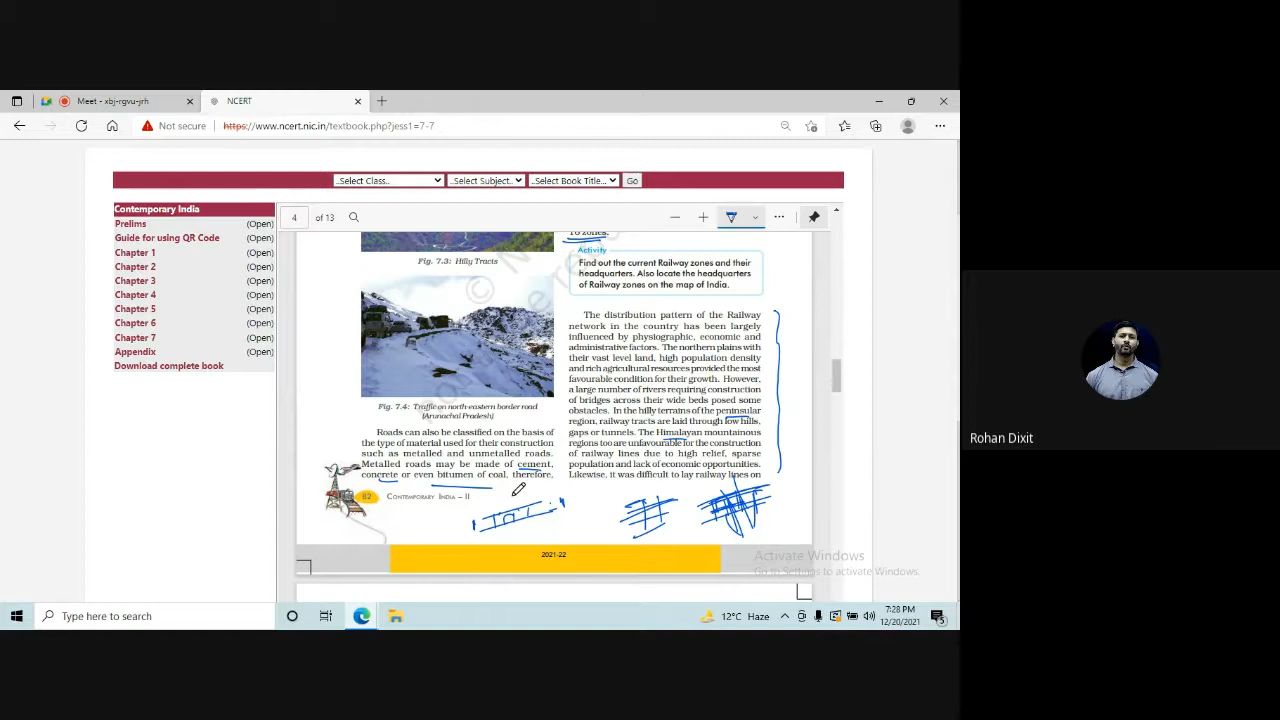 Meet - xbj-rgvu-jrh
NCERT
Not secure
https://www.ncert.nic.in/textbook.php?jess1=7-7
..Select Class..
..Select Subject..
..Select Book Title...
Go
Contemporary India
Prelims (Open)
Guide for using QR Code (Open)
Chapter 1 (Open)
Chapter 2 (Open)
Chapter 3 (Open)
Chapter 4 (Open)
Chapter 5 (Open)
Chapter 6 (Open)
Chapter 7 (Open)
Appendix (Open)
Download complete book
4 of 13
Fig. 7.3: Hilly Tracts
Fig. 7.4: Traffic on north-eastern border road
(Arunachal Pradesh)
Roads can also be classified on the basis of
the type of material used for their construction
such as metalled and unmetalled roads.
Metalled roads may be made of cement,
concrete or even bitumen of coal, therefore,
82 CONTEMPORARY INDIA – II
16 zones.
Activity
Find out the current Railway zones and their
headquarters. Also locate the headquarters
of Railway zones on the map of India.
The distribution pattern of the Railway
network in the country has been largely
influenced by physiographic, economic and
administrative factors. The northern plains with
their vast level land, high population density
and rich agricultural resources provided the most
favourable condition for their growth. However,
a large number of rivers requiring construction
of bridges across their wide beds posed some
obstacles. In the hilly terrains of the peninsular
region, railway tracts are laid through low hills,
gaps or tunnels. The Himalayan mountainous
regions too are unfavourable for the construction
of railway lines due to high relief, sparse
population and lack of economic opportunities.
Likewise, it was difficult to lay railway lines on
2021-22
Activate Windows
Go to Settings to activate Windows.
Rohan Dixit
Type here to search
12°C Haze
7:28 PM
12/20/2021
5